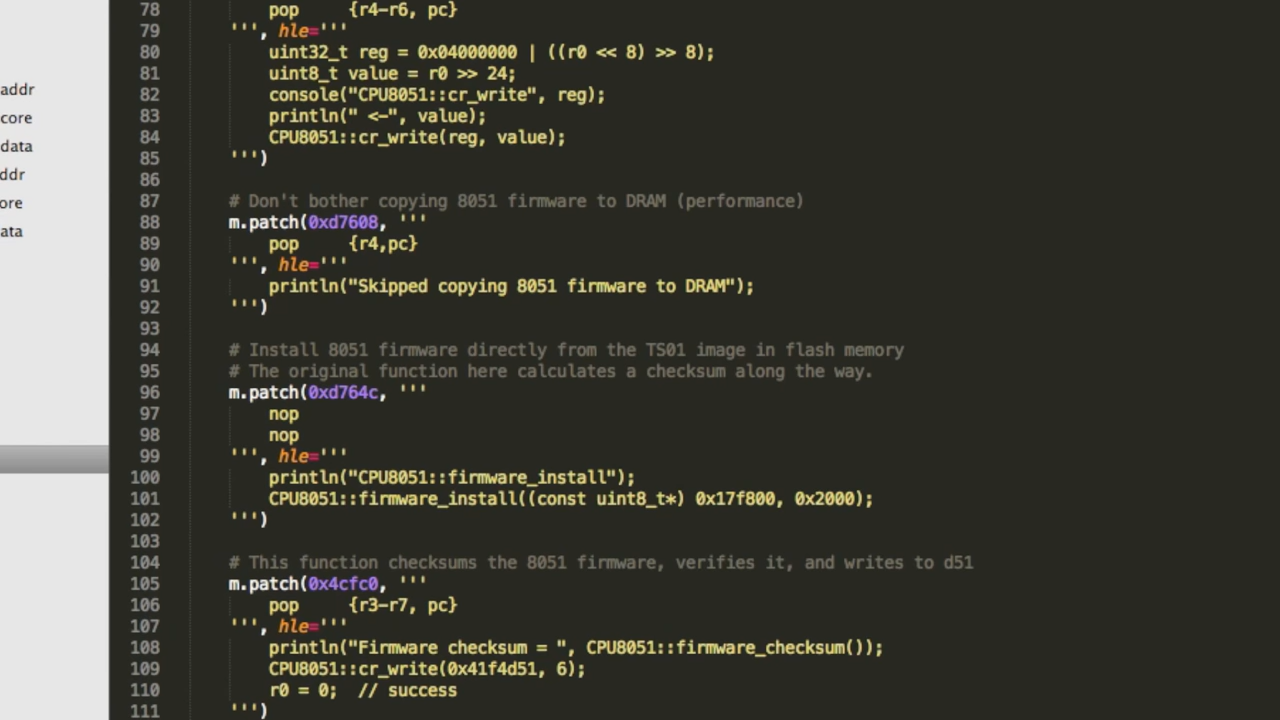 addr
core
data
ddr
ore
ata
78 pop {r4-r6, pc}
79 ''', hle='''
80 uint32_t reg = 0x04000000 | ((r0 << 8) >> 8);
81 uint8_t value = r0 >> 24;
82 console("CPU8051::cr_write", reg);
83 println(" <-", value);
84 CPU8051::cr_write(reg, value);
85 ''')
86
87 # Don't bother copying 8051 firmware to DRAM (performance)
88 m.patch(0xd7608, '''
89 pop {r4,pc}
90 ''', hle='''
91 println("Skipped copying 8051 firmware to DRAM");
92 ''')
93
94 # Install 8051 firmware directly from the TS01 image in flash memory
95 # The original function here calculates a checksum along the way.
96 m.patch(0xd764c, '''
97 nop
98 nop
99 ''', hle='''
100 println("CPU8051::firmware_install");
101 CPU8051::firmware_install((const uint8_t*) 0x17f800, 0x2000);
102 ''')
103
104 # This function checksums the 8051 firmware, verifies it, and writes to d51
105 m.patch(0x4cfc0, '''
106 pop {r3-r7, pc}
107 ''', hle='''
108 println("Firmware checksum = ", CPU8051::firmware_checksum());
109 CPU8051::cr_write(0x41f4d51, 6);
110 r0 = 0; // success
111 ''')